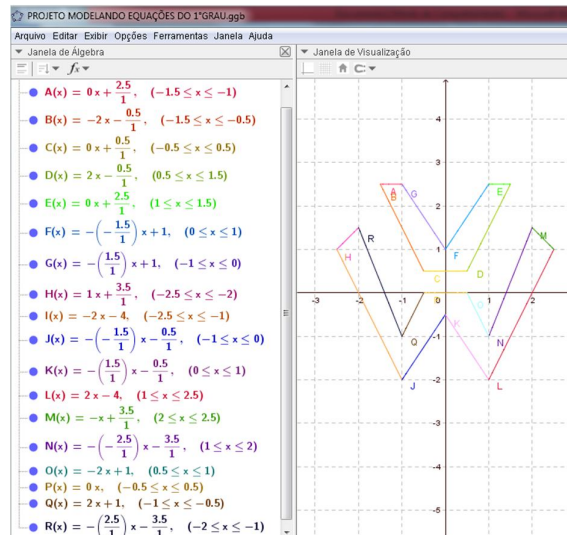 PROJETO MODELANDO EQUAÇÕES DO 1°GRAU.ggb
Arquivo Editar Exibir Opções Ferramentas Janela Ajuda
Janela de Álgebra
Janela de Visualização
A(x) = 0x + 2.5/1, (−1.5 ≤ x ≤ −1)
B(x) = −2x − 0.5/1, (−1.5 ≤ x ≤ −0.5)
C(x) = 0x + 0.5/1, (−0.5 ≤ x ≤ 0.5)
D(x) = 2x − 0.5/1, (0.5 ≤ x ≤ 1.5)
E(x) = 0x + 2.5/1, (1 ≤ x ≤ 1.5)
F(x) = −(−1.5/1) x + 1, (0 ≤ x ≤ 1)
G(x) = −(1.5/1) x + 1, (−1 ≤ x ≤ 0)
H(x) = 1x + 3.5/1, (−2.5 ≤ x ≤ −2)
I(x) = −2x − 4, (−2.5 ≤ x ≤ −1)
J(x) = −(−1.5/1) x − 0.5/1, (−1 ≤ x ≤ 0)
K(x) = −(1.5/1) x − 0.5/1, (0 ≤ x ≤ 1)
L(x) = 2x − 4, (1 ≤ x ≤ 2.5)
M(x) = −x + 3.5/1, (2 ≤ x ≤ 2.5)
N(x) = −(−2.5/1) x − 3.5/1, (1 ≤ x ≤ 2)
O(x) = −2x + 1, (0.5 ≤ x ≤ 1)
P(x) = 0x, (−0.5 ≤ x ≤ 0.5)
Q(x) = 2x + 1, (−1 ≤ x ≤ −0.5)
R(x) = −(2.5/1) x − 3.5/1, (−2 ≤ x ≤ −1)
4
3
2
A
B
G
E
R
M
1
F
H
C
D
-3
-2
-1
0
1
2
O
K
-1
Q
N
-2
J
L
-3
-4
-5